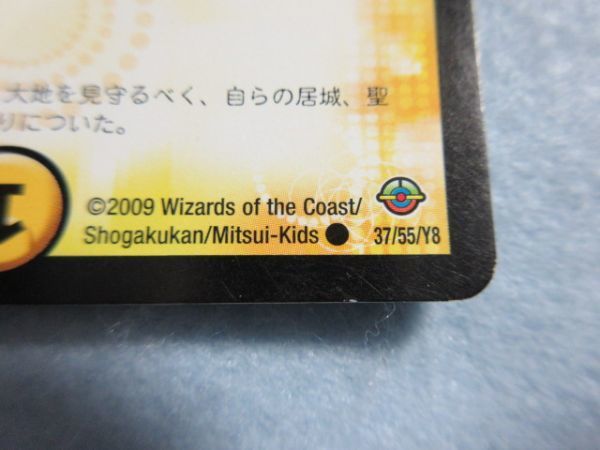 大地を見守るべく、自らの居城、聖
りについた。
©2009 Wizards of the Coast/
Shogakukan/Mitsui-Kids ● 37/55/Y8